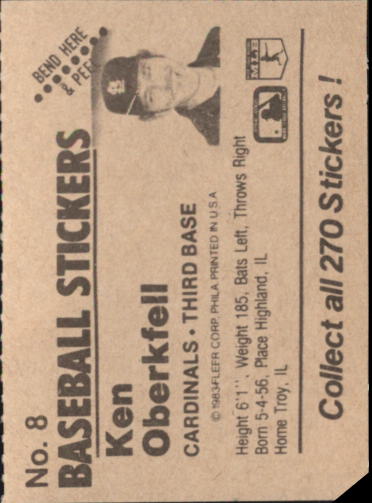 No. 8
BASEBALL STICKERS
BEND HERE
& PEEL
Ken
Oberkfell
CARDINALS • THIRD BASE
© 1983 FLEER CORP. PHILA. PRINTED IN U.S.A
Height 6'1", Weight 185, Bats Left, Throws Right
Born 5-4-56, Place Highland, IL
Home Troy, IL
Collect all 270 Stickers!